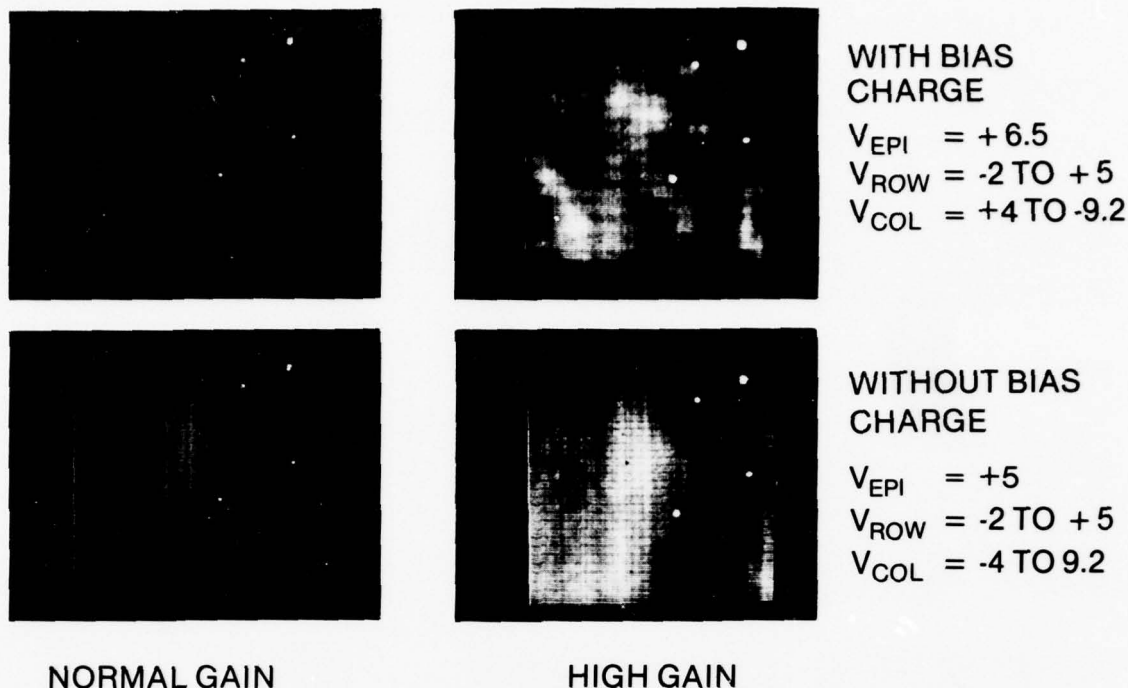 WITH BIAS
CHARGE
V_EPI = + 6.5
V_ROW = -2 TO + 5
V_COL = +4 TO -9.2
WITHOUT BIAS
CHARGE
V_EPI = +5
V_ROW = -2 TO + 5
V_COL = -4 TO 9.2
NORMAL GAIN
HIGH GAIN